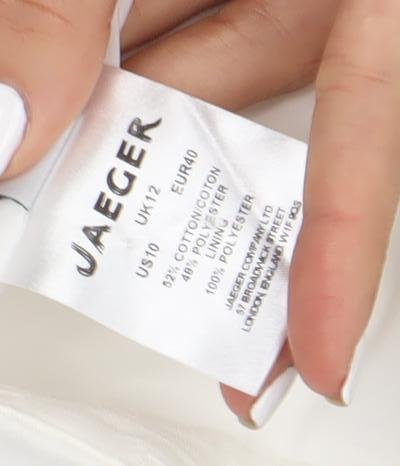 JAEGER
US10 UK12 EUR40
52% COTTON/COTON
48% POLYESTER
LINING
100% POLYESTER
JAEGER COMPANY LTD.
57 BROADWICK STREET
LONDON, ENGLAND W1F 9QS